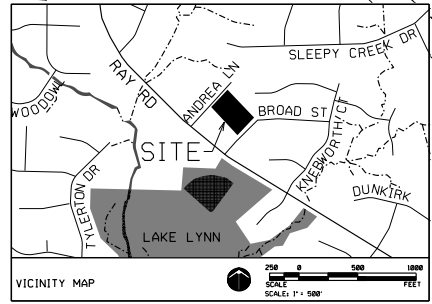 SLEEPY CREEK DR
RAY RD
ANDREA LN
BROAD ST
SITE
KNEBWORTH CT
DUNKIRK
TYLERTON DR
LAKE LYNN
VICINITY MAP
250 0 500 1000
SCALE FEET
SCALE: 1" = 500'